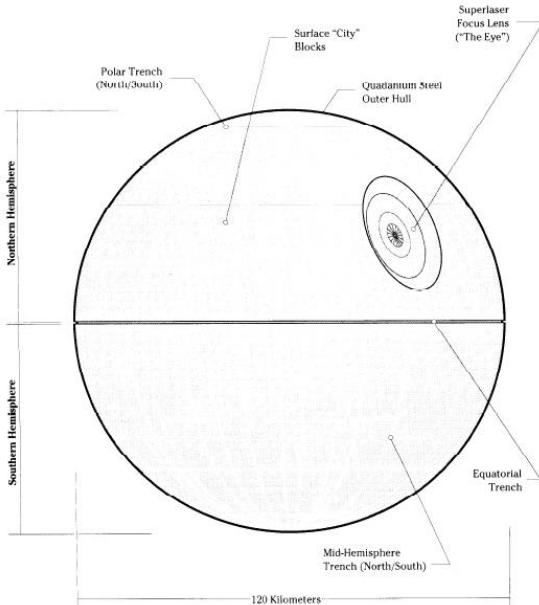 Superlaser
Focus Lens
("The Eye")
Surface "City"
Blocks
Polar Trench
(North/South)
Quadanium Steel
Outer Hull
Northern Hemisphere
Southern Hemisphere
Equatorial
Trench
Mid-Hemisphere
Trench (North/South)
120 Kilometers